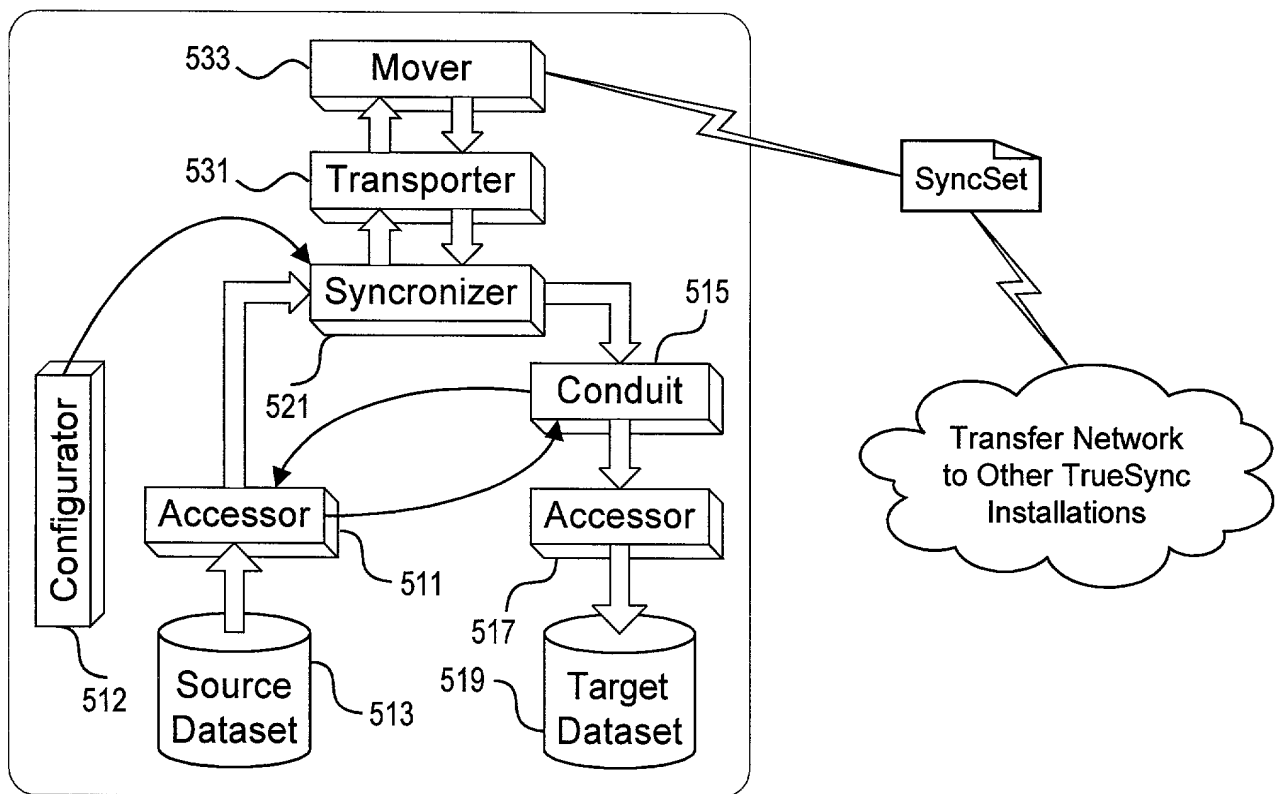 533
Mover
531
Transporter
SyncSet
Syncronizer
515
521
Conduit
Transfer Network
to Other TrueSync
Installations
Configurator
Accessor
Accessor
511
517
512
Source
Dataset
513
519
Target
Dataset